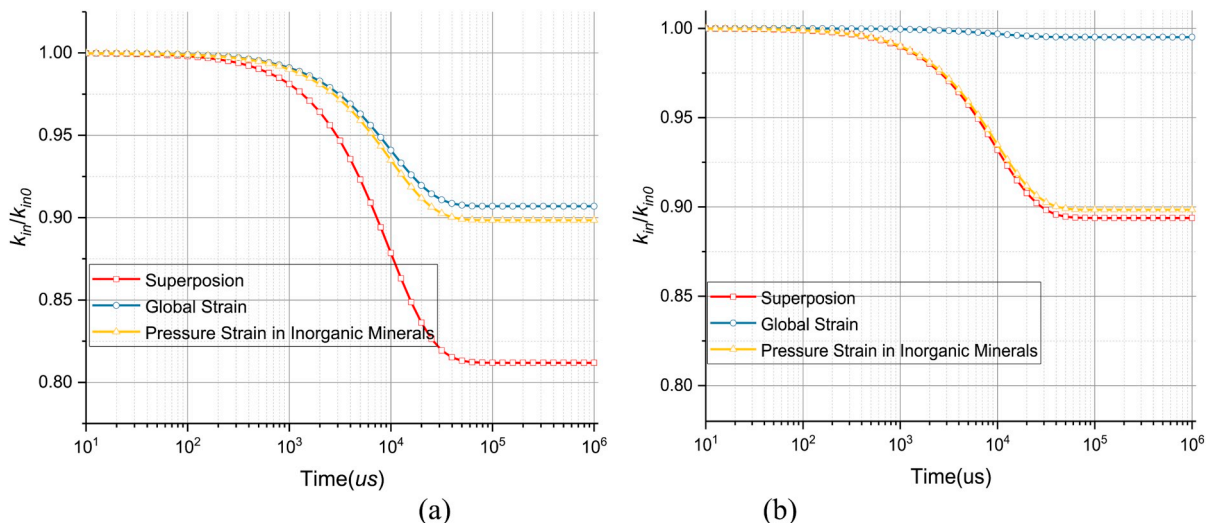 1.00
0.95
0.90
0.85
0.80
k_in/k_in0
Superposion
Global Strain
Pressure Strain in Inorganic Minerals
10^1 10^2 10^3 10^4 10^5 10^6
Time(us)
(a)
1.00
0.95
0.90
0.85
0.80
k_in/k_in0
Superposion
Global Strain
Pressure Strain in Inorganic Minerals
10^1 10^2 10^3 10^4 10^5 10^6
Time(us)
(b)